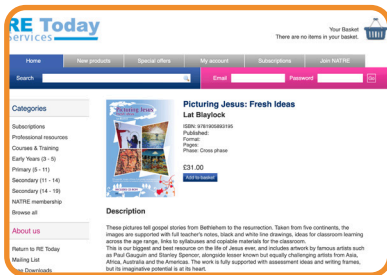 RE Today
Services
Your Basket
There are no items in your basket.
Home
New products
Special offers
My account
Subscriptions
Join NATRE
Search
Email
Password
Go
Categories
Subscriptions
Professional resources
Courses & Training
Early Years (3 - 5)
Primary (5 - 11)
Secondary (11 - 14)
Secondary (14 - 19)
NATRE membership
Browse all
About us
Return to RE Today
Mailing List
Free Downloads
Picturing Jesus: Fresh Ideas
Lat Blaylock
ISBN: 9781906893195
Published:
Format:
Pages:
Phase: Cross phase
£31.00
Add to basket
Description
These pictures tell gospel stories from Bethlehem to the resurrection. Taken from five continents, the
images are supported with full teacher's notes, black and white line drawings, ideas for classroom learning
across the age range, links to syllabuses and copiable materials for the classroom.
This is our biggest and best resource on the life of Jesus ever, and includes artwork by famous artists such
as Paul Gauguin and Stanley Spencer, alongside lesser known but equally challenging artists from Asia,
Africa, Australia and the Americas. The work is fully supported with assessment ideas and writing frames,
but its imaginative potential is at its heart.